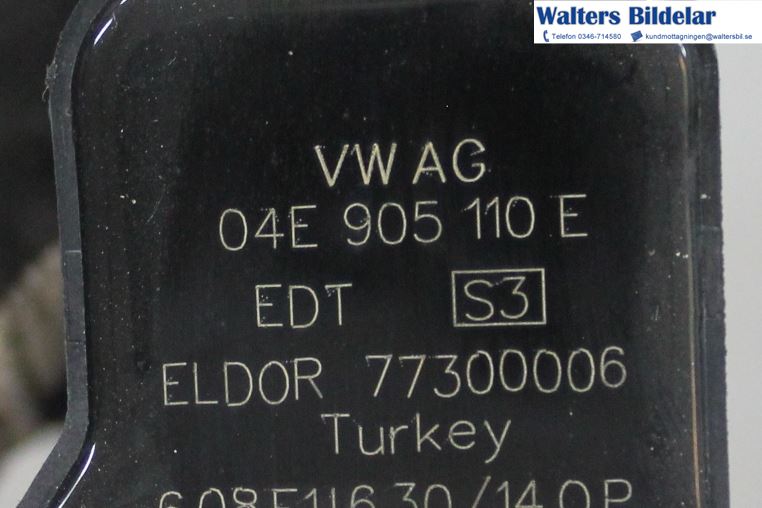 Walters Bildelar
Telefon 0346-714580 kundmottagningen@waltersbil.se
VW AG
04E 905 110 E
EDT S3
ELDOR 77300006
Turkey